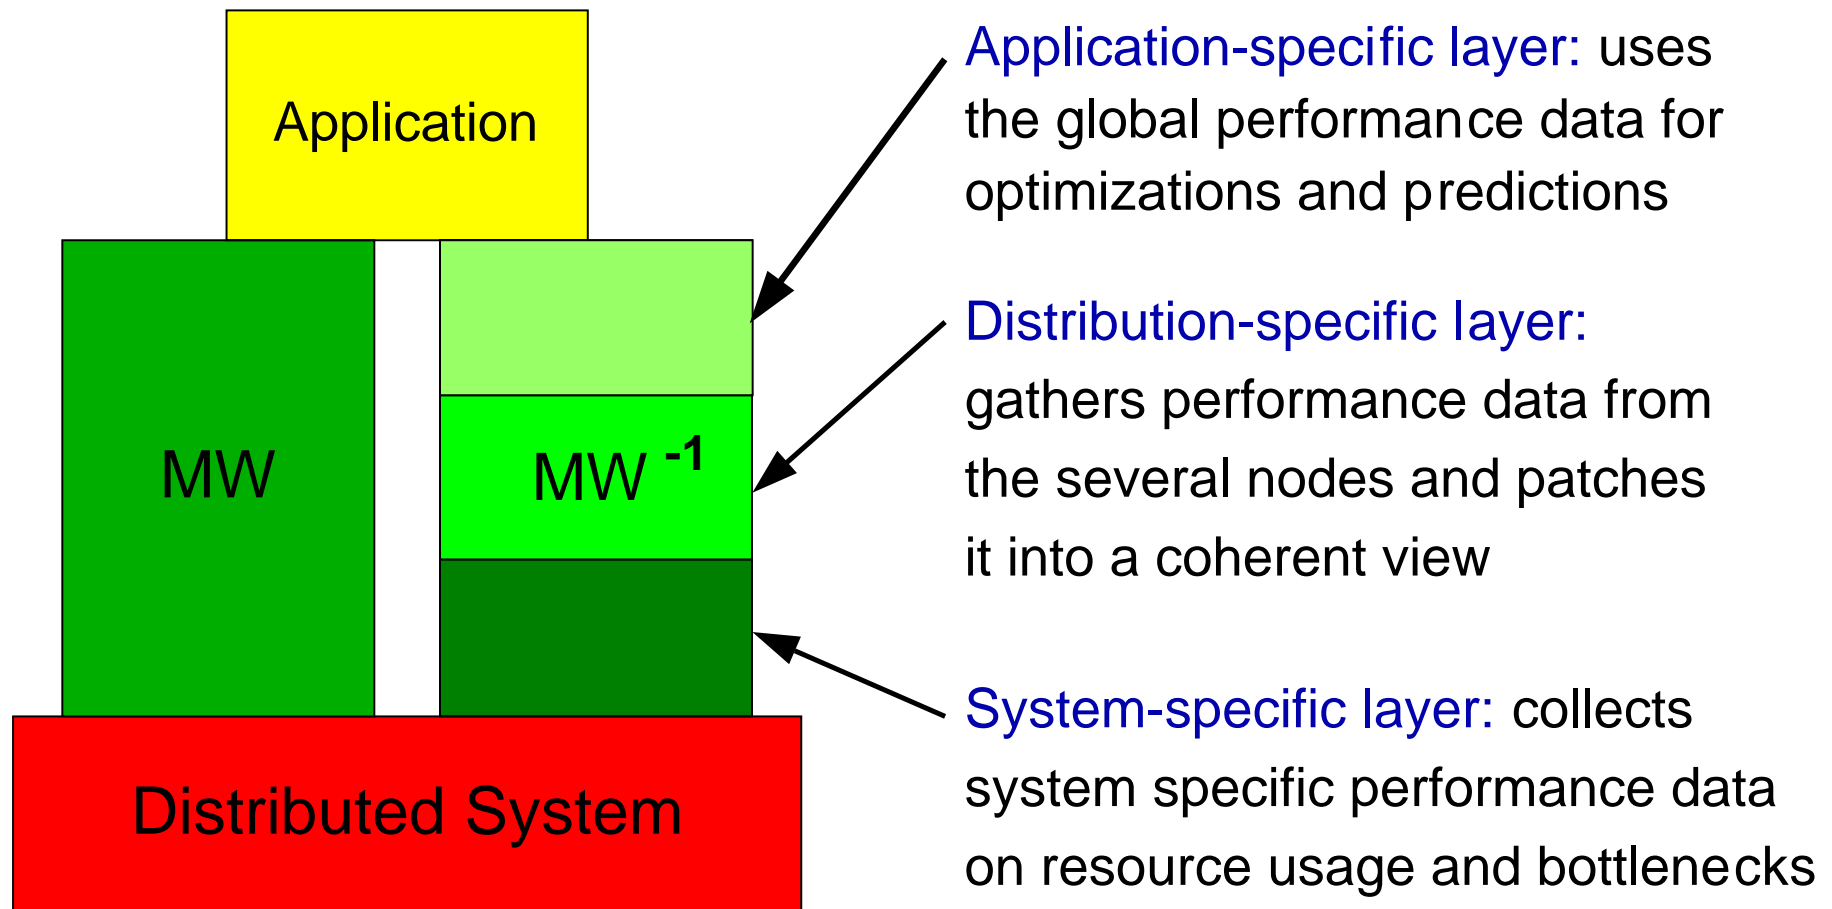 Application
MW
MW -1
Distributed System
Application-specific layer: uses
the global performance data for
optimizations and predictions
Distribution-specific layer:
gathers performance data from
the several nodes and patches
it into a coherent view
System-specific layer: collects
system specific performance data
on resource usage and bottlenecks